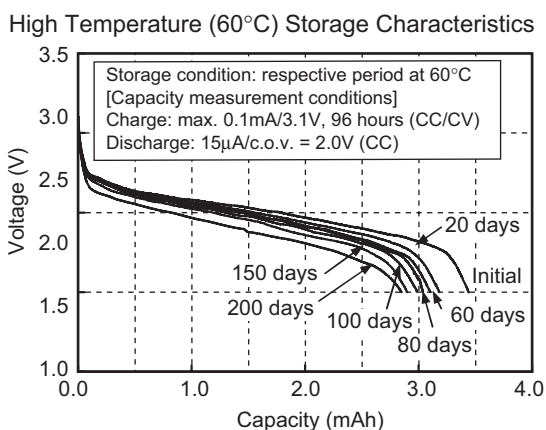 High Temperature (60°C) Storage Characteristics
Storage condition: respective period at 60°C
[Capacity measurement conditions]
Charge: max. 0.1mA/3.1V, 96 hours (CC/CV)
Discharge: 15μA/c.o.v. = 2.0V (CC)
3.5
3.0
2.5
2.0
1.5
1.0
Voltage (V)
20 days
150 days
Initial
200 days
100 days
60 days
80 days
0.0 1.0 2.0 3.0 4.0
Capacity (mAh)